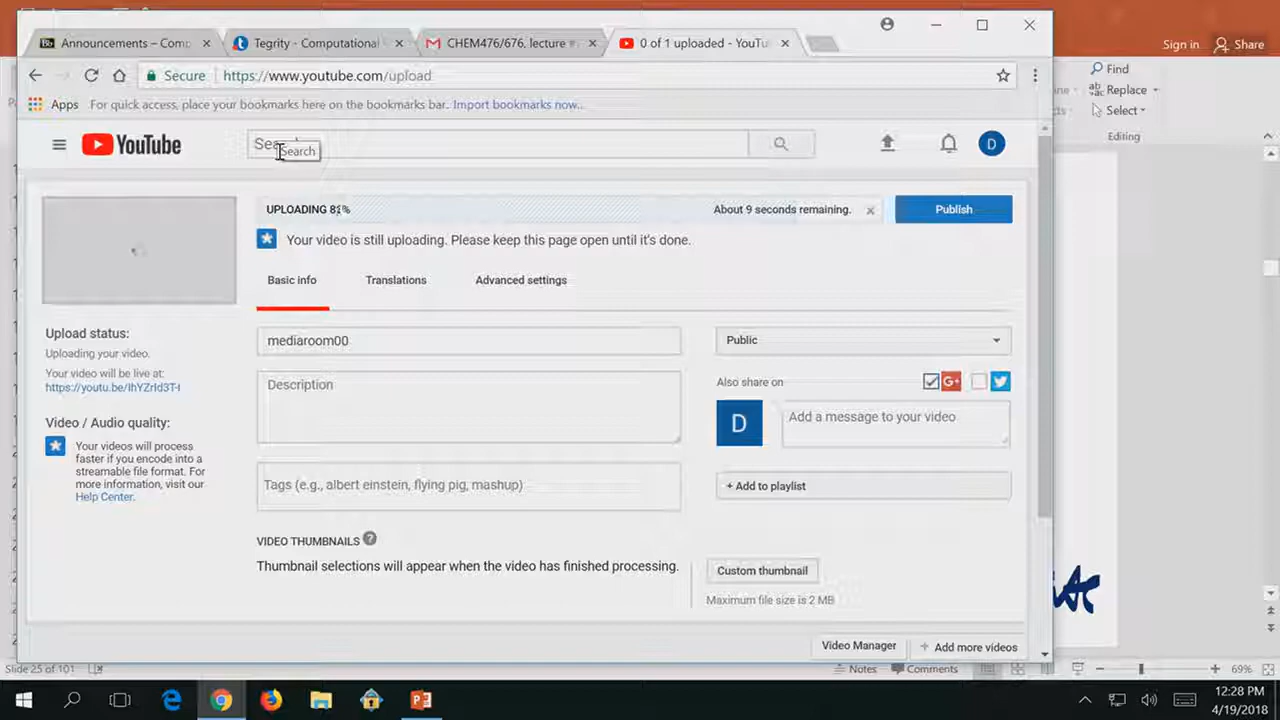 Announcements – Comp
Tegrity - Computational
CHEM476/676, lecture
0 of 1 uploaded - YouTu
Sign in
Share
Secure
https://www.youtube.com/upload
Find
Replace
Select
Editing
Apps
For quick access, place your bookmarks here on the bookmarks bar.
Import bookmarks now...
YouTube
Search
D
UPLOADING
About 9 seconds remaining.
Publish
Your video is still uploading. Please keep this page open until it's done.
Basic info
Translations
Advanced settings
Upload status:
Uploading your video.
Your video will be live at:
https://youtu.be/IhYZrId3T-I
mediaroom00
Public
Description
Also share on
G+
D
Add a message to your video
Video / Audio quality:
Your videos will process
faster if you encode into a
streamable file format. For
more information, visit our
Help Center.
Tags (e.g., albert einstein, flying pig, mashup)
+ Add to playlist
VIDEO THUMBNAILS ?
Thumbnail selections will appear when the video has finished processing.
Custom thumbnail
Maximum file size is 2 MB
Video Manager
+ Add more videos
Slide 25 of 101
Notes
Comments
69%
12:28 PM
4/19/2018